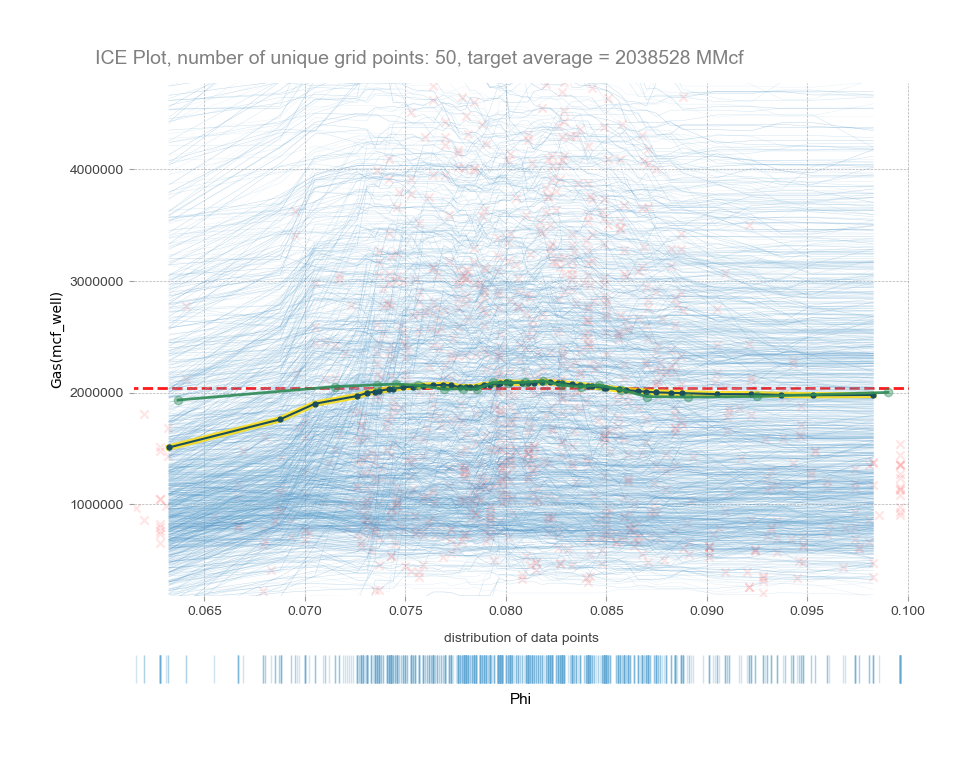 ICE Plot, number of unique grid points: 50, target average = 2038528 MMcf
4000000
3000000
2000000
1000000
Gas(mcf_well)
0.065 0.070 0.075 0.080 0.085 0.090 0.095 0.100
distribution of data points
Phi